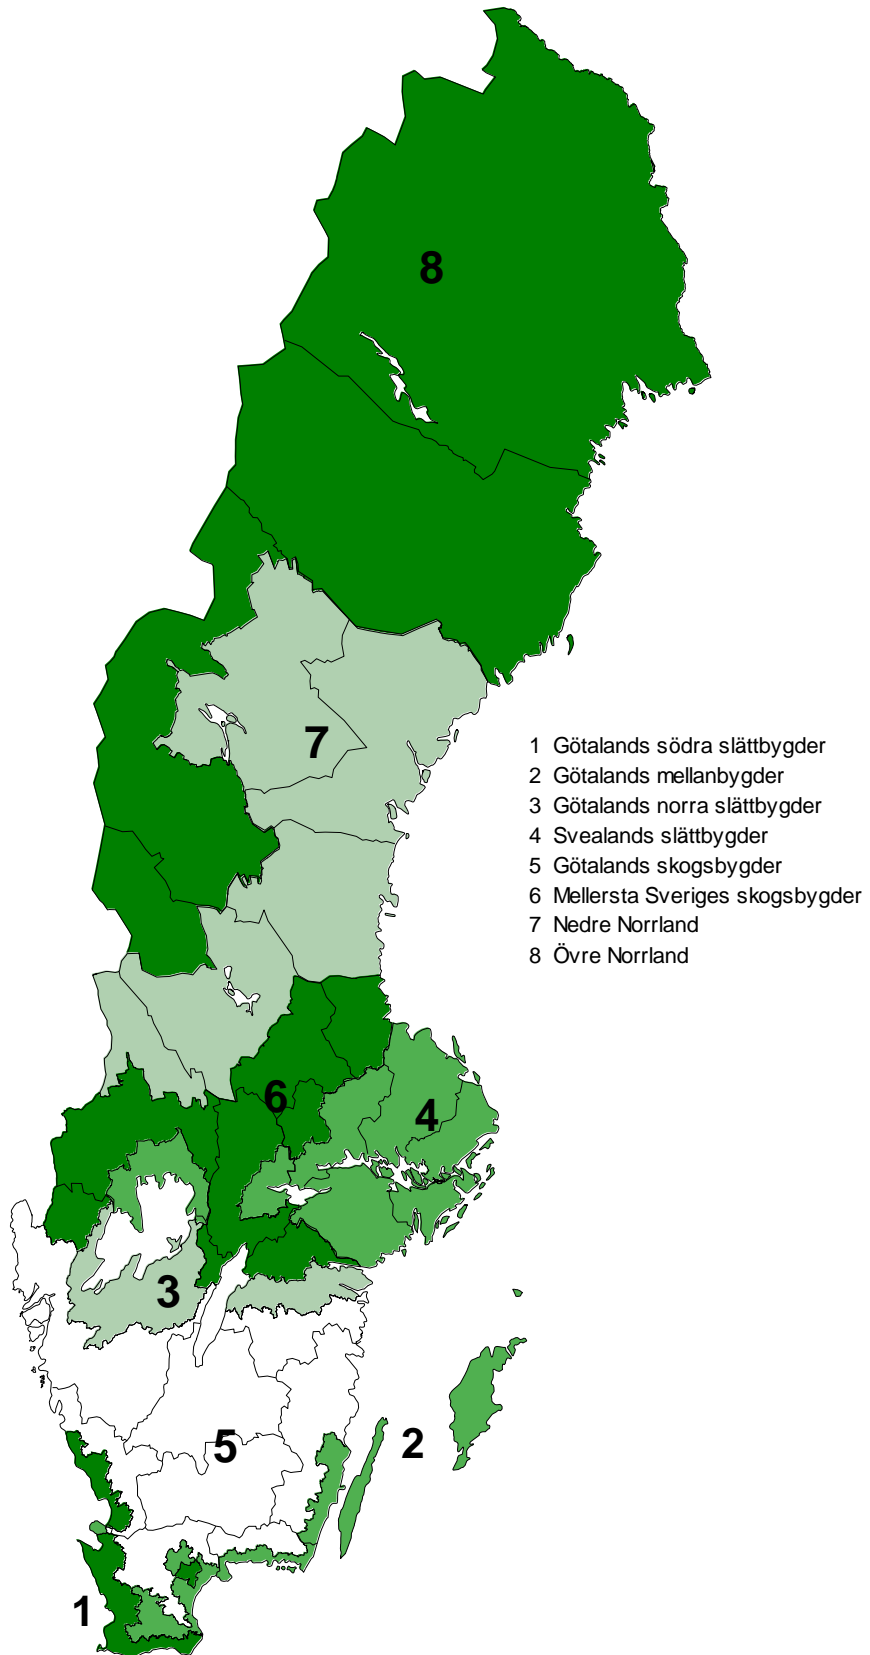 8
7
1 Götalands södra slättbygder
2 Götalands mellanbygder
3 Götalands norra slättbygder
4 Svealands slättbygder
5 Götalands skogsbygder
6 Mellersta Sveriges skogsbygder
7 Nedre Norrland
8 Övre Norrland
6
4
3
5
2
1